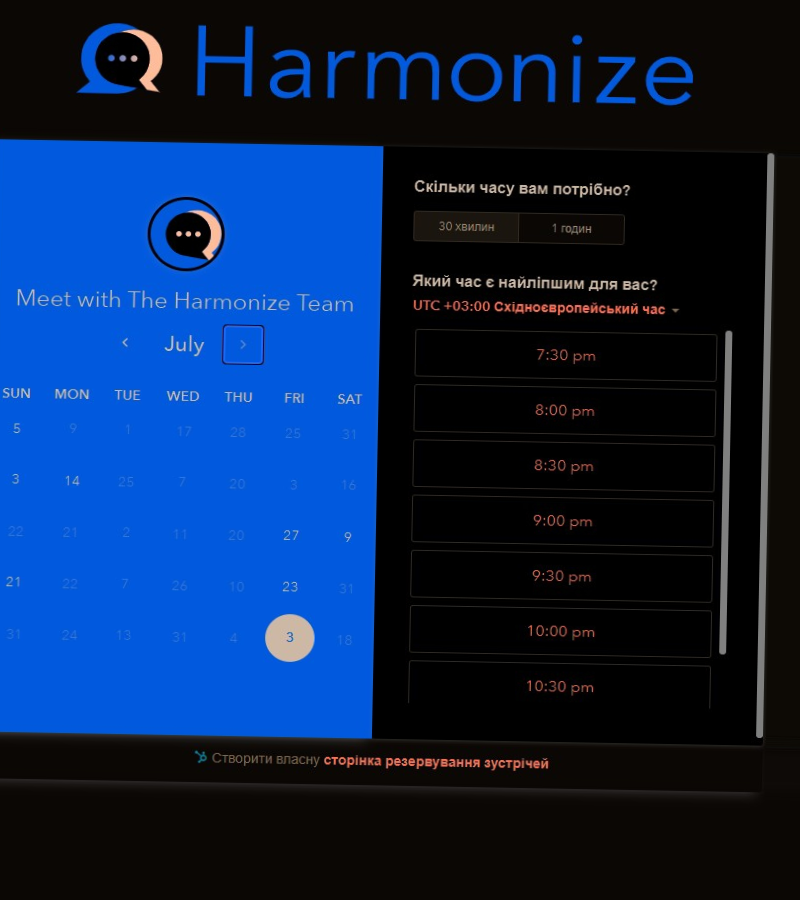 Harmonize
Meet with The Harmonize Team
July
SUN MON TUE WED THU FRI SAT
5 9 1 17 28 25 31
3 14 25 7 20 3 16
22 21 2 11 20 27 9
21 22 7 26 10 23 31
31 24 13 31 4 3 18
Скільки часу вам потрібно?
30 хвилин 1 годин
Який час є найліпшим для вас?
UTC +03:00 Східноєвропейський час
7:30 pm
8:00 pm
8:30 pm
9:00 pm
9:30 pm
10:00 pm
10:30 pm
Створити власну сторінка резервування зустрічей